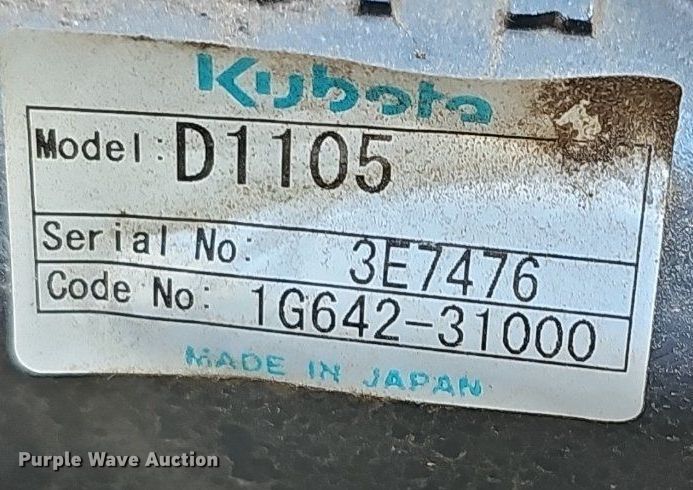 Kubota
Model: D1105
Serial No: 3E7476
Code No: 1G642-31000
MADE IN JAPAN
Purple Wave Auction